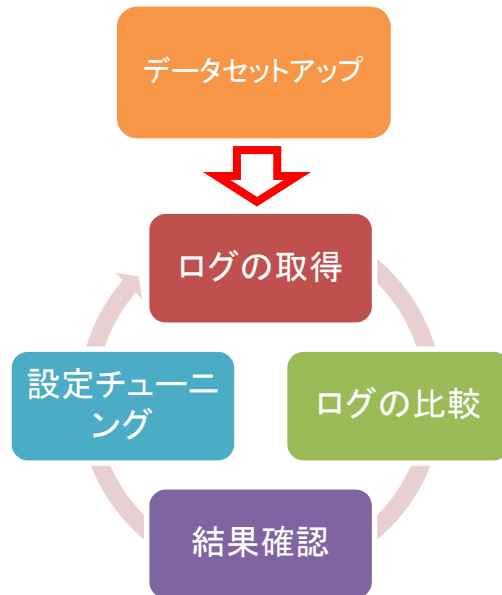 データセットアップ
ログの取得
設定チューニ
ング
ログの比較
結果確認